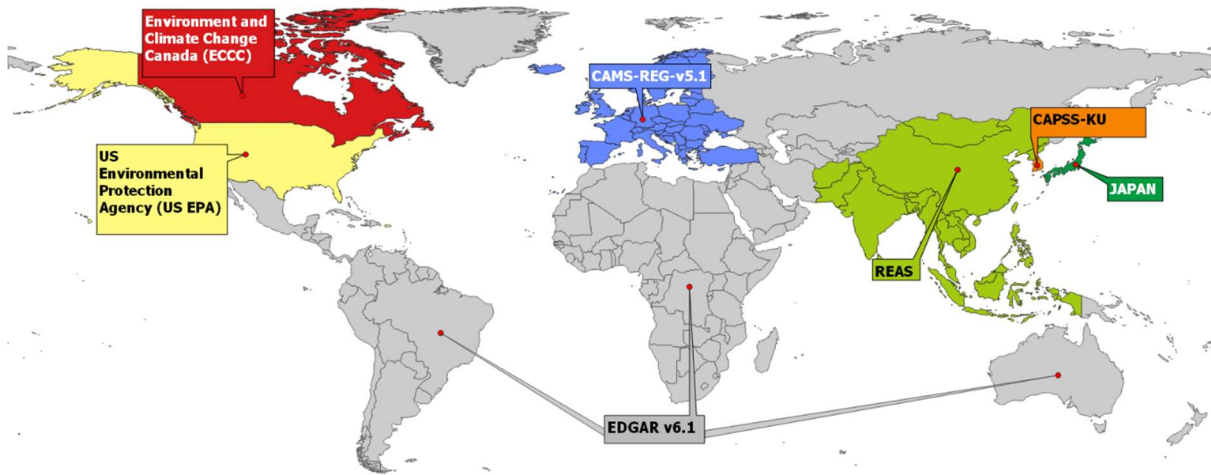 Environment and
Climate Change
Canada (ECCC)
CAMS-REG-v5.1
CAPSS-KU
US
Environmental
Protection
Agency (US EPA)
JAPAN
REAS
EDGAR v6.1